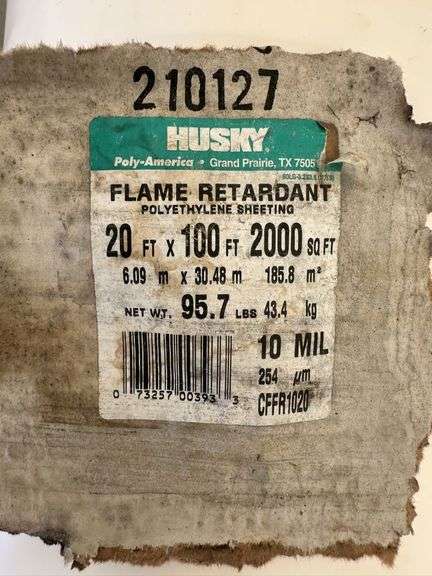 210127
HUSKY
Poly-America • Grand Prairie, TX 7505
FLAME RETARDANT
POLYETHYLENE SHEETING
20 FT X 100 FT 2000 SQ FT
6.09 m x 30.48 m 185.8 m²
NET WT. 95.7 LBS 43.4 kg
10 MIL
254 µm
CFFR1020
0 73257 00393 3